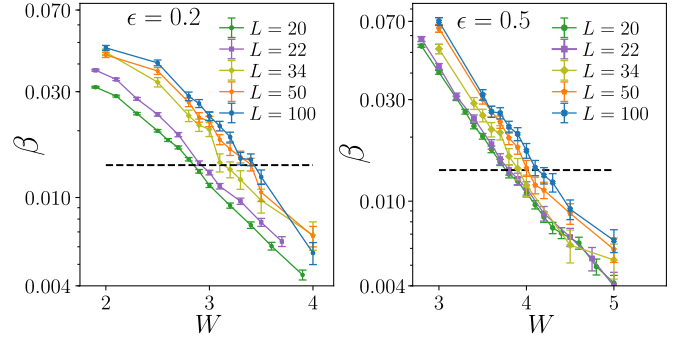 ϵ = 0.2
0.070
0.030
0.010
0.004
β
L = 20
L = 22
L = 34
L = 50
L = 100
2
3
4
W
ϵ = 0.5
0.070
0.030
0.010
0.004
β
L = 20
L = 22
L = 34
L = 50
L = 100
3
4
5
W